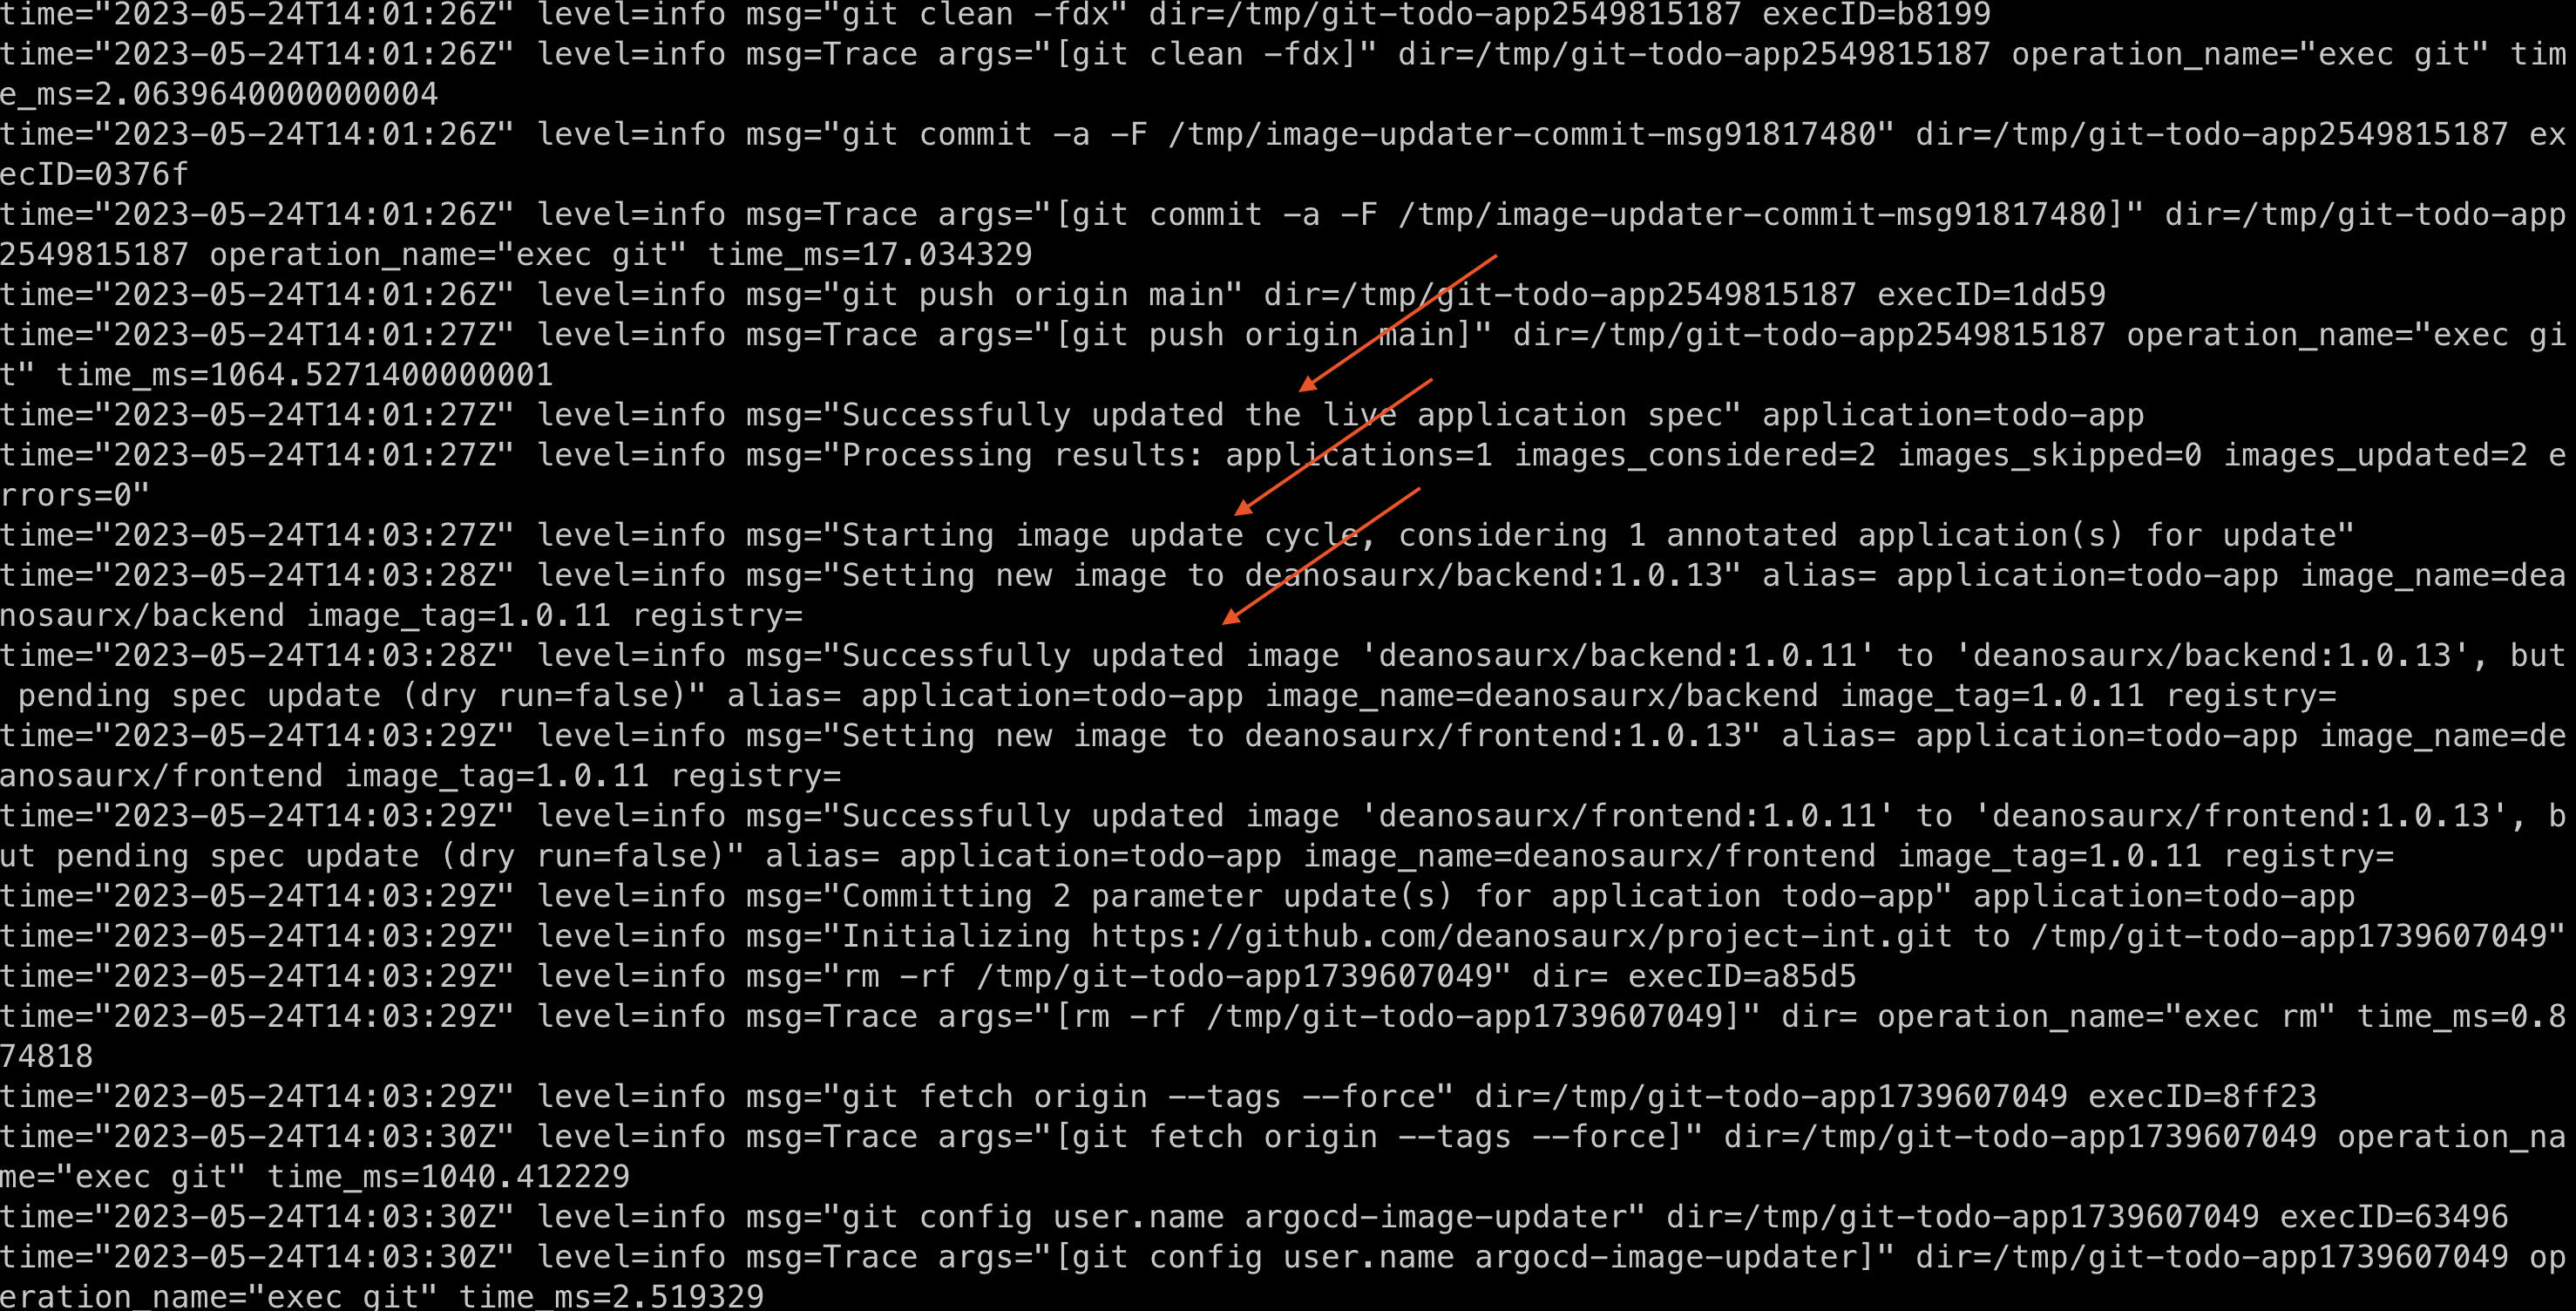 time="2023-05-24T14:01:26Z" level=info msg="git clean -fdx" dir=/tmp/git-todo-app2549815187 execID=b8199
time="2023-05-24T14:01:26Z" level=info msg=Trace args="[git clean -fdx]" dir=/tmp/git-todo-app2549815187 operation_name="exec git" tim
e_ms=2.0639640000000004
time="2023-05-24T14:01:26Z" level=info msg="git commit -a -F /tmp/image-updater-commit-msg91817480" dir=/tmp/git-todo-app2549815187 ex
ecID=0376f
time="2023-05-24T14:01:26Z" level=info msg=Trace args="[git commit -a -F /tmp/image-updater-commit-msg91817480]" dir=/tmp/git-todo-app
2549815187 operation_name="exec git" time_ms=17.034329
time="2023-05-24T14:01:26Z" level=info msg="git push origin main" dir=/tmp/git-todo-app2549815187 execID=1dd59
time="2023-05-24T14:01:27Z" level=info msg=Trace args="[git push origin main]" dir=/tmp/git-todo-app2549815187 operation_name="exec gi
t" time_ms=1064.5271400000001
time="2023-05-24T14:01:27Z" level=info msg="Successfully updated the live application spec" application=todo-app
time="2023-05-24T14:01:27Z" level=info msg="Processing results: applications=1 images_considered=2 images_skipped=0 images_updated=2 e
rrors=0"
time="2023-05-24T14:03:27Z" level=info msg="Starting image update cycle, considering 1 annotated application(s) for update"
time="2023-05-24T14:03:28Z" level=info msg="Setting new image to deanosaurx/backend:1.0.13" alias= application=todo-app image_name=dea
nosaurx/backend image_tag=1.0.11 registry=
time="2023-05-24T14:03:28Z" level=info msg="Successfully updated image 'deanosaurx/backend:1.0.11' to 'deanosaurx/backend:1.0.13', but
 pending spec update (dry run=false)" alias= application=todo-app image_name=deanosaurx/backend image_tag=1.0.11 registry=
time="2023-05-24T14:03:29Z" level=info msg="Setting new image to deanosaurx/frontend:1.0.13" alias= application=todo-app image_name=de
anosaurx/frontend image_tag=1.0.11 registry=
time="2023-05-24T14:03:29Z" level=info msg="Successfully updated image 'deanosaurx/frontend:1.0.11' to 'deanosaurx/frontend:1.0.13', b
ut pending spec update (dry run=false)" alias= application=todo-app image_name=deanosaurx/frontend image_tag=1.0.11 registry=
time="2023-05-24T14:03:29Z" level=info msg="Committing 2 parameter update(s) for application todo-app" application=todo-app
time="2023-05-24T14:03:29Z" level=info msg="Initializing https://github.com/deanosaurx/project-int.git to /tmp/git-todo-app1739607049"
time="2023-05-24T14:03:29Z" level=info msg="rm -rf /tmp/git-todo-app1739607049" dir= execID=a85d5
time="2023-05-24T14:03:29Z" level=info msg=Trace args="[rm -rf /tmp/git-todo-app1739607049]" dir= operation_name="exec rm" time_ms=0.8
74818
time="2023-05-24T14:03:29Z" level=info msg="git fetch origin --tags --force" dir=/tmp/git-todo-app1739607049 execID=8ff23
time="2023-05-24T14:03:30Z" level=info msg=Trace args="[git fetch origin --tags --force]" dir=/tmp/git-todo-app1739607049 operation_na
me="exec git" time_ms=1040.412229
time="2023-05-24T14:03:30Z" level=info msg="git config user.name argocd-image-updater" dir=/tmp/git-todo-app1739607049 execID=63496
time="2023-05-24T14:03:30Z" level=info msg=Trace args="[git config user.name argocd-image-updater]" dir=/tmp/git-todo-app1739607049 op
eration_name="exec git" time_ms=2.519329